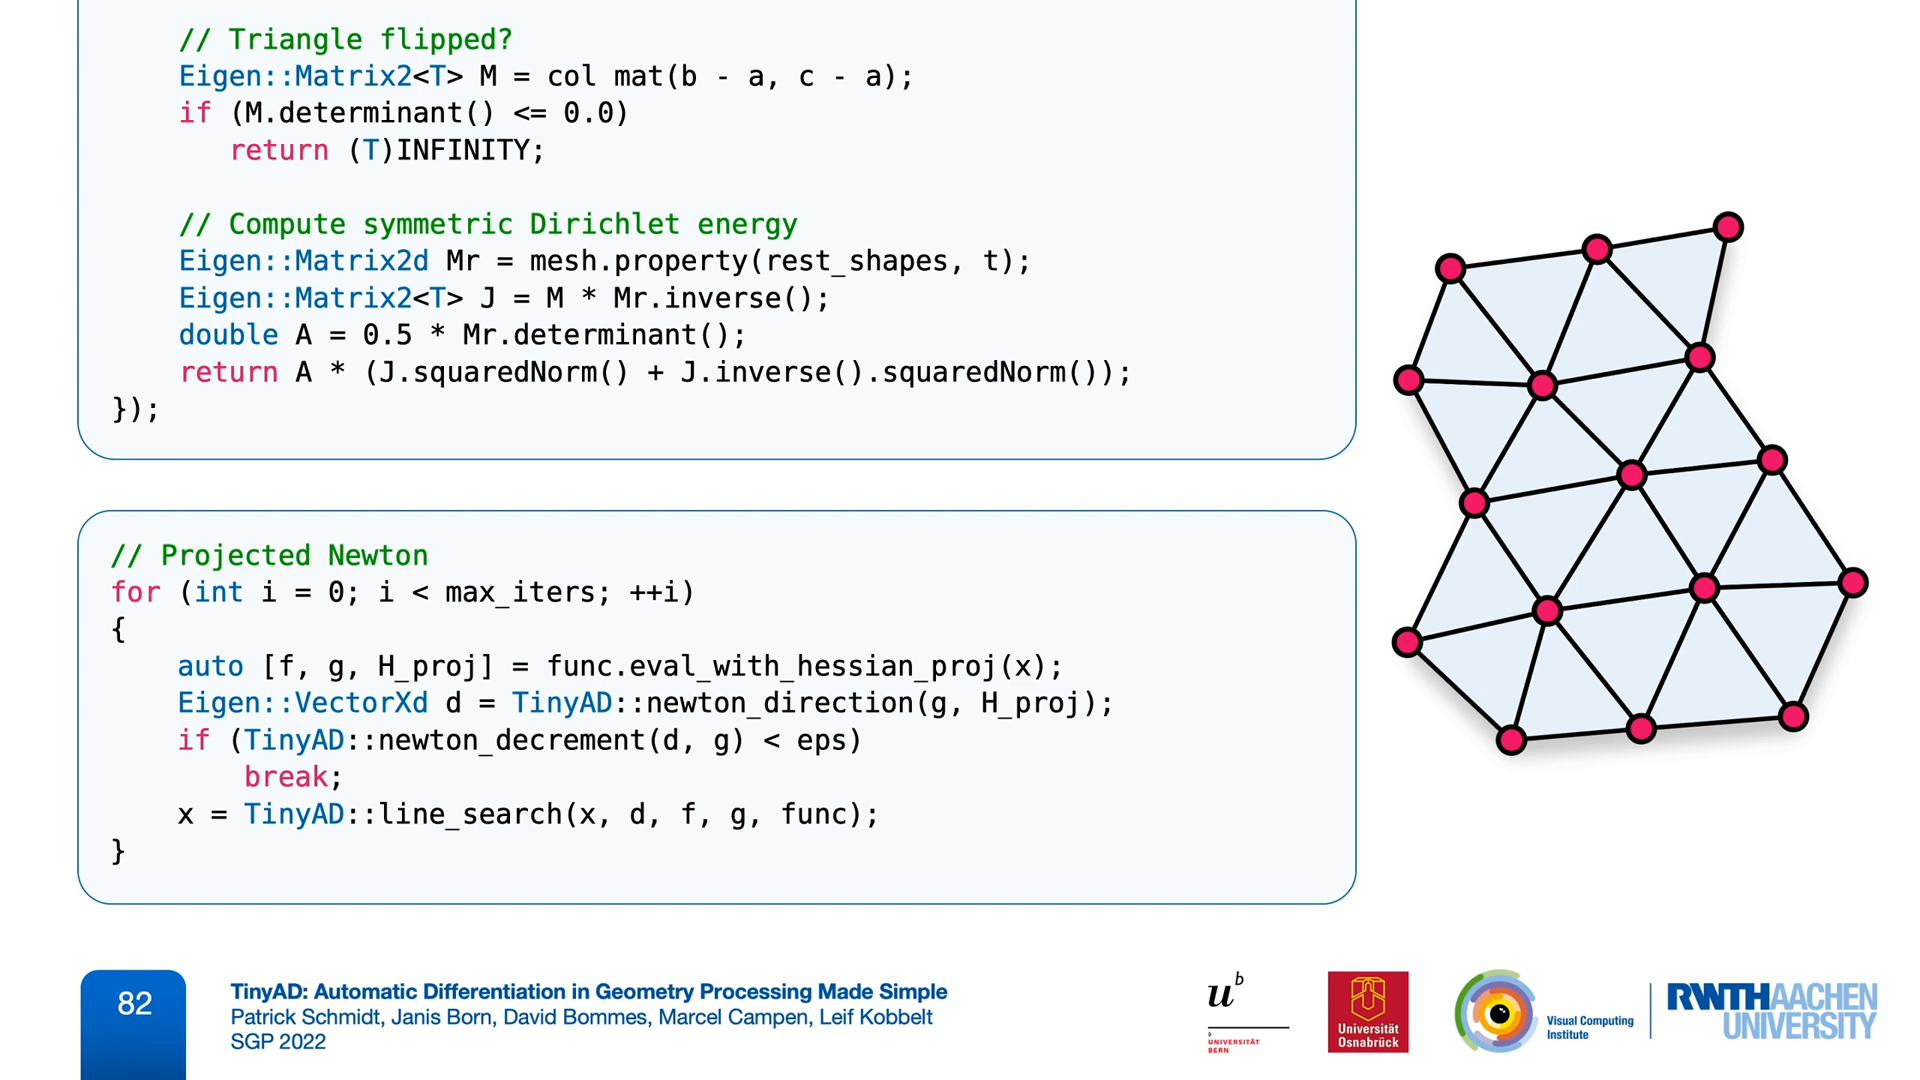 // Triangle flipped?
Eigen::Matrix2<T> M = col mat(b - a, c - a);
if (M.determinant() <= 0.0)
return (T)INFINITY;
// Compute symmetric Dirichlet energy
Eigen::Matrix2d Mr = mesh.property(rest_shapes, t);
Eigen::Matrix2<T> J = M * Mr.inverse();
double A = 0.5 * Mr.determinant();
return A * (J.squaredNorm() + J.inverse().squaredNorm());
});
// Projected Newton
for (int i = 0; i < max_iters; ++i)
{
auto [f, g, H_proj] = func.eval_with_hessian_proj(x);
Eigen::VectorXd d = TinyAD::newton_direction(g, H_proj);
if (TinyAD::newton_decrement(d, g) < eps)
break;
x = TinyAD::line_search(x, d, f, g, func);
}
82
TinyAD: Automatic Differentiation in Geometry Processing Made Simple
Patrick Schmidt, Janis Born, David Bommes, Marcel Campen, Leif Kobbelt
SGP 2022
u b
b
UNIVERSITÄT
BERN
Universität
Osnabrück
Visual Computing
Institute
RWTH AACHEN
UNIVERSITY